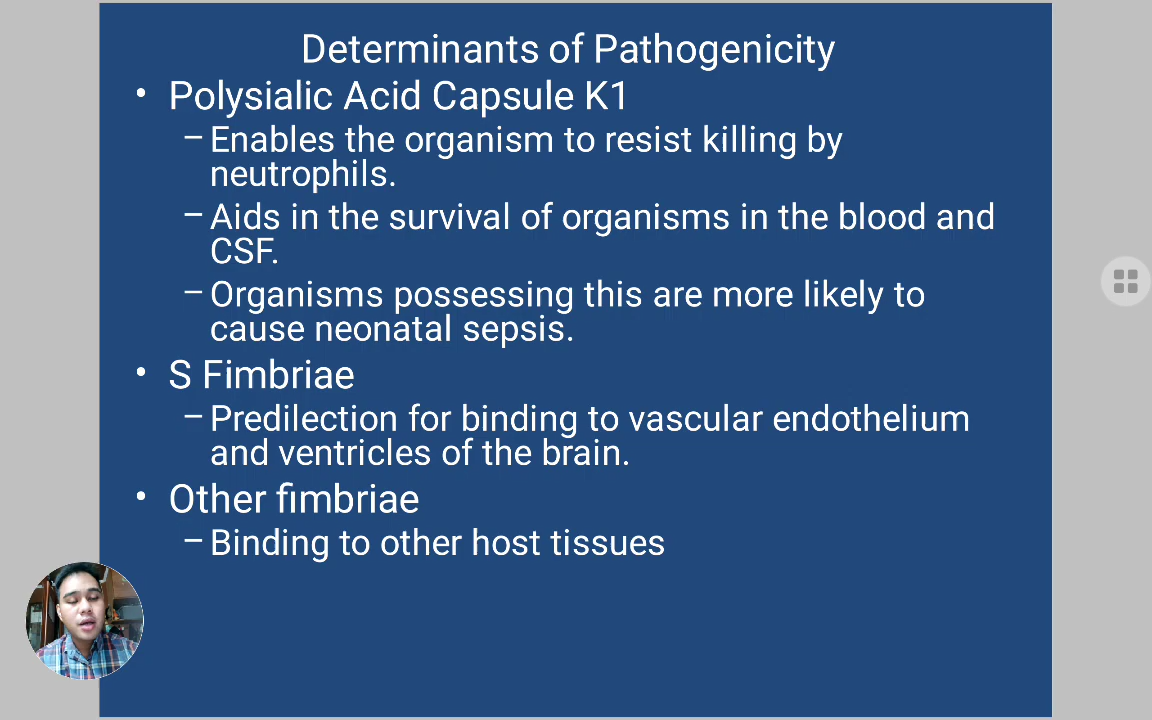 Determinants of Pathogenicity
• Polysialic Acid Capsule K1
– Enables the organism to resist killing by
neutrophils.
– Aids in the survival of organisms in the blood and
CSF.
– Organisms possessing this are more likely to
cause neonatal sepsis.
• S Fimbriae
– Predilection for binding to vascular endothelium
and ventricles of the brain.
• Other fimbriae
– Binding to other host tissues